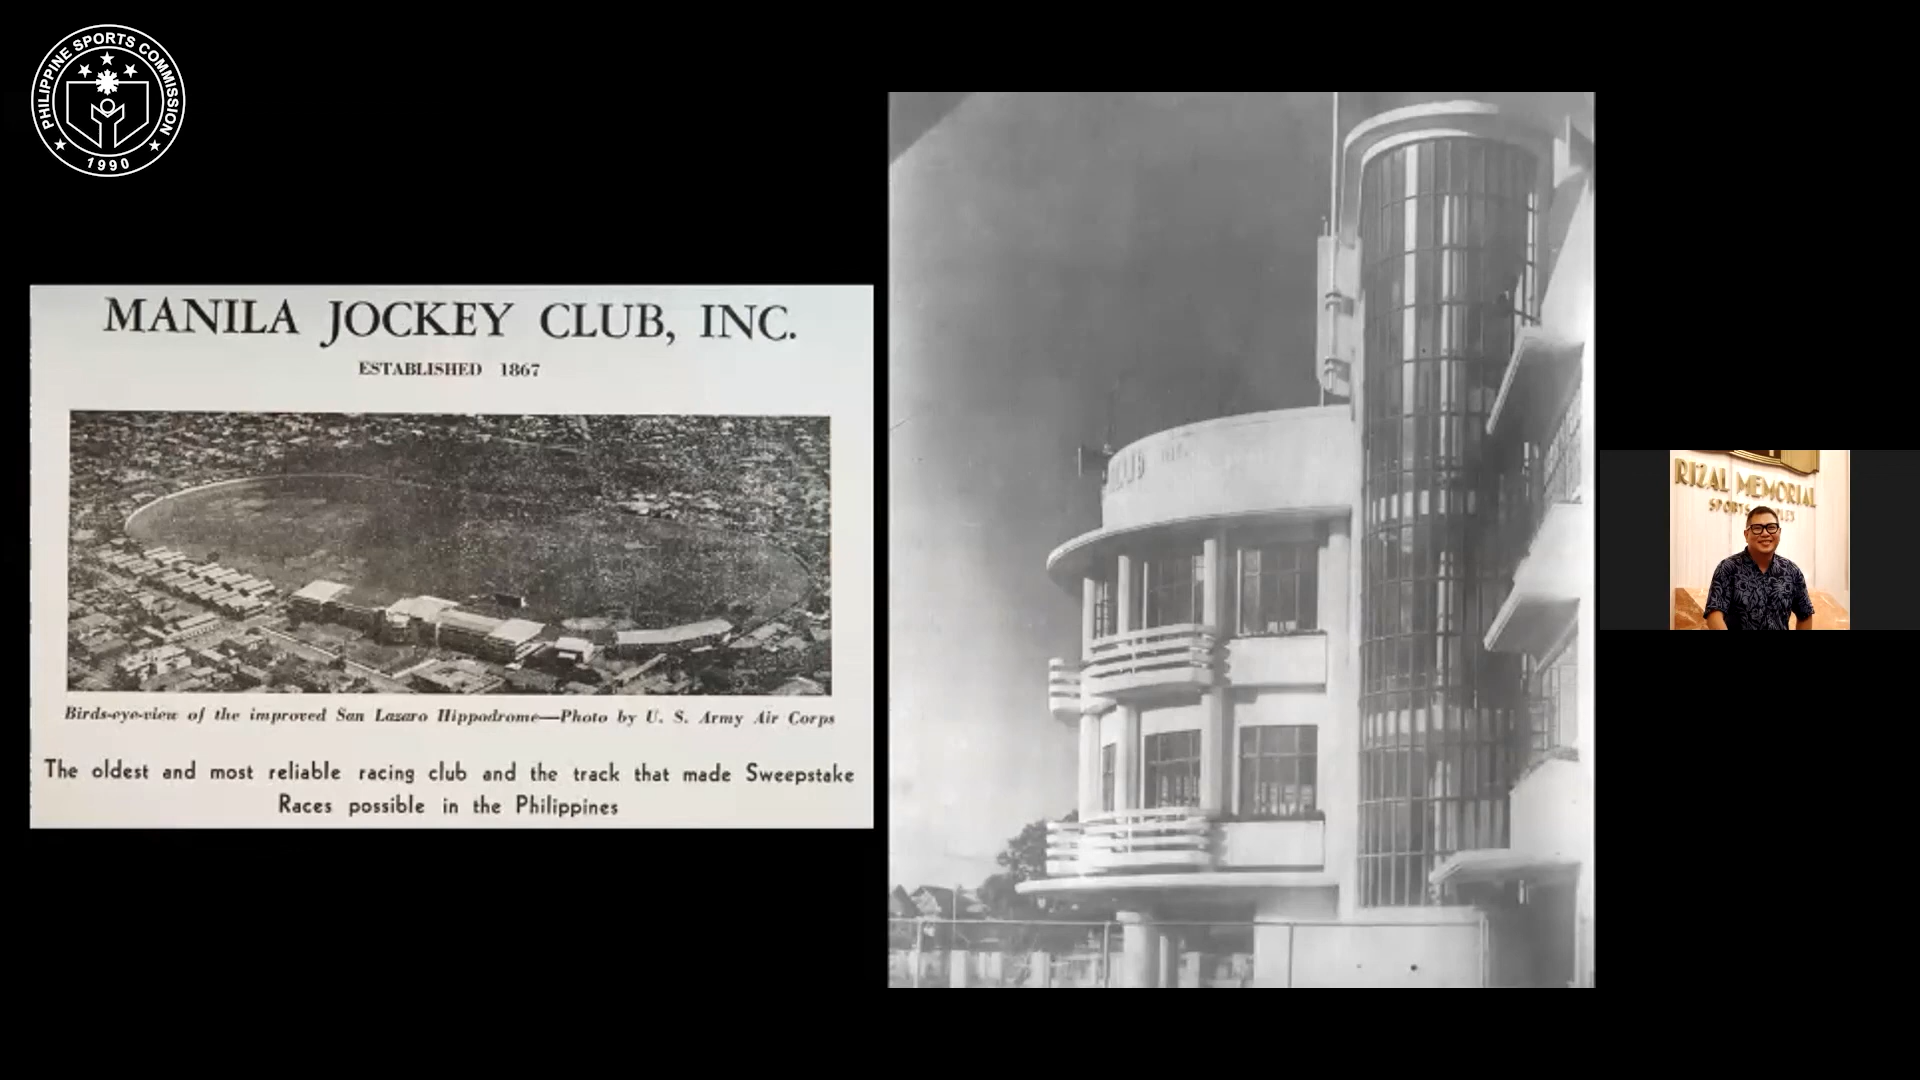 PHILIPPINE SPORTS COMMISSION
1990
MANILA JOCKEY CLUB, INC.
ESTABLISHED 1867
Birds-eye-view of the improved San Lazaro Hippodrome—Photo by U. S. Army Air Corps
The oldest and most reliable racing club and the track that made Sweepstake
Races possible in the Philippines
CLUB
RIZAL MEMORIAL
SPORTS